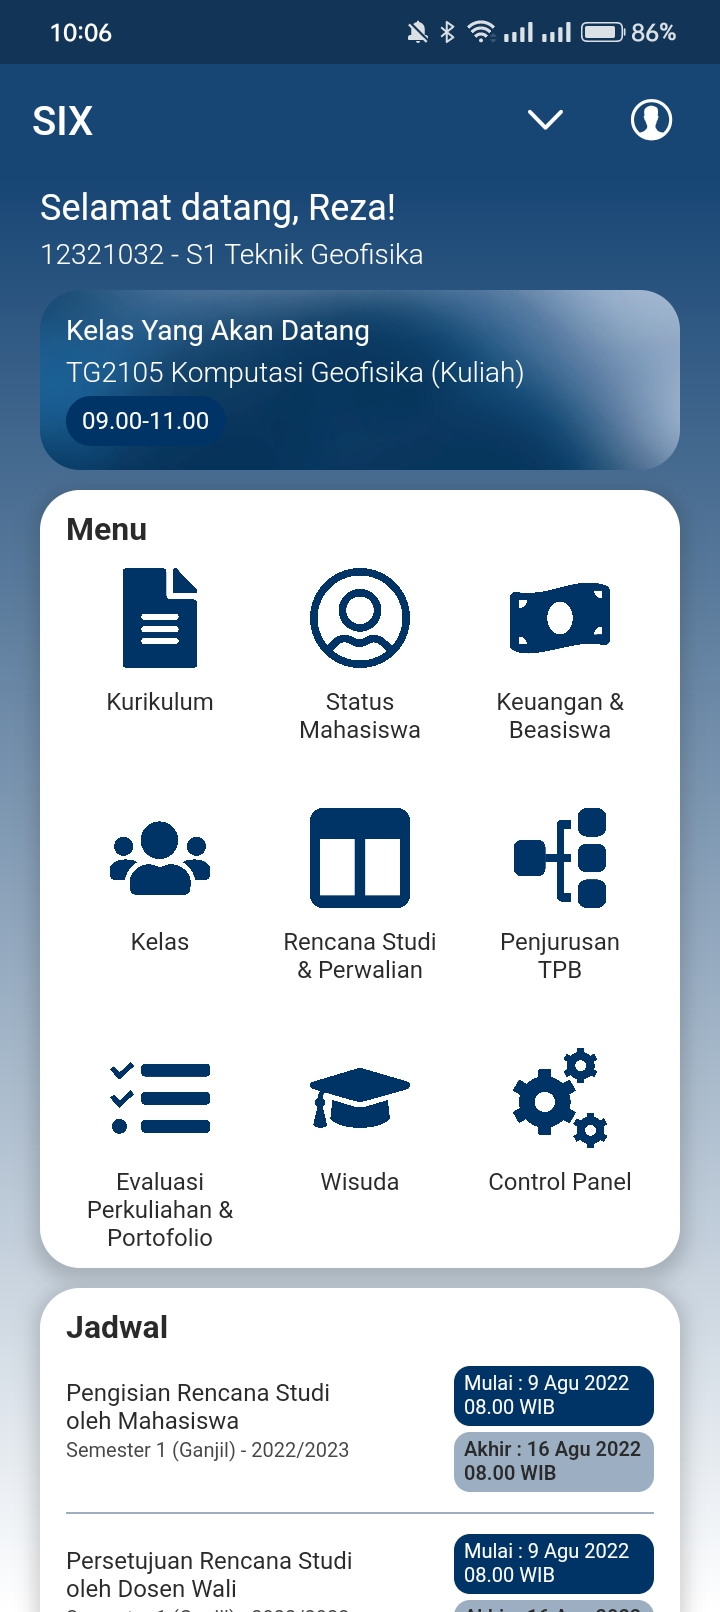 10:06
86%
SIX
Selamat datang, Reza!
12321032 - S1 Teknik Geofisika
Kelas Yang Akan Datang
TG2105 Komputasi Geofisika (Kuliah)
09.00-11.00
Menu
Kurikulum
Status
Mahasiswa
Keuangan &
Beasiswa
Kelas
Rencana Studi
& Perwalian
Penjurusan
TPB
Evaluasi
Perkuliahan &
Portofolio
Wisuda
Control Panel
Jadwal
Pengisian Rencana Studi
oleh Mahasiswa
Semester 1 (Ganjil) - 2022/2023
Mulai : 9 Agu 2022
08.00 WIB
Akhir : 16 Agu 2022
08.00 WIB
Persetujuan Rencana Studi
oleh Dosen Wali
Mulai : 9 Agu 2022
08.00 WIB